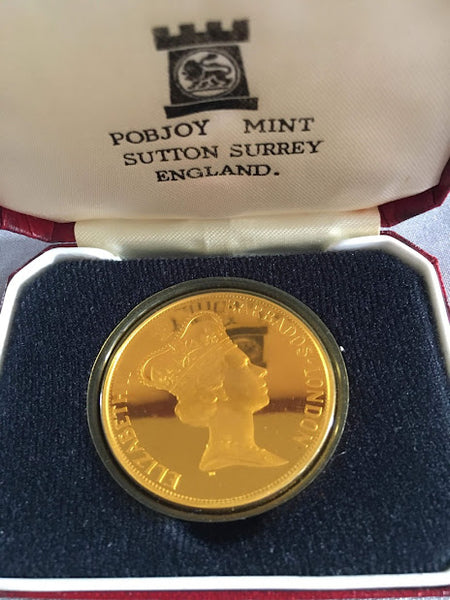 POBJOY MINT
SUTTON SURREY
ENGLAND.
ELIZABETH
BARBADOS·LONDON